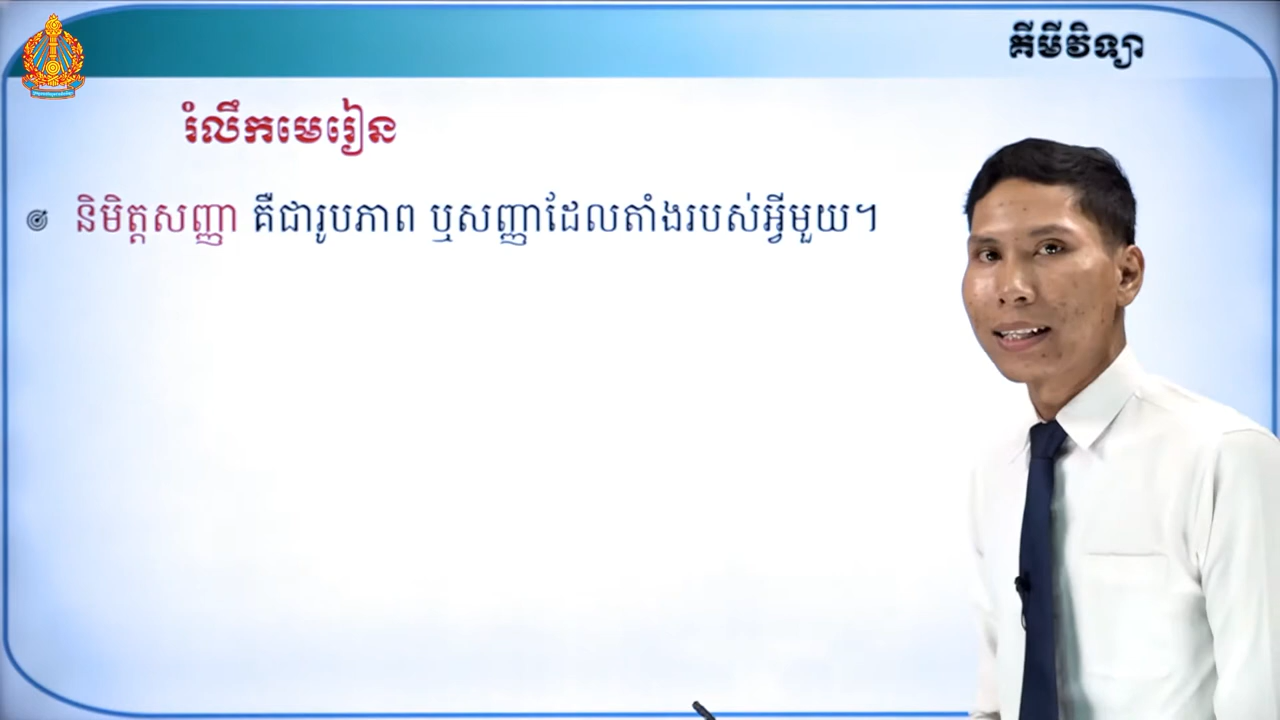 គីមីវិទ្យា
រំលឹកមេរៀន
និមិត្តសញ្ញា គឺជារូបភាព ឬសញ្ញាដែលតាំងរបស់អ្វីមួយ។